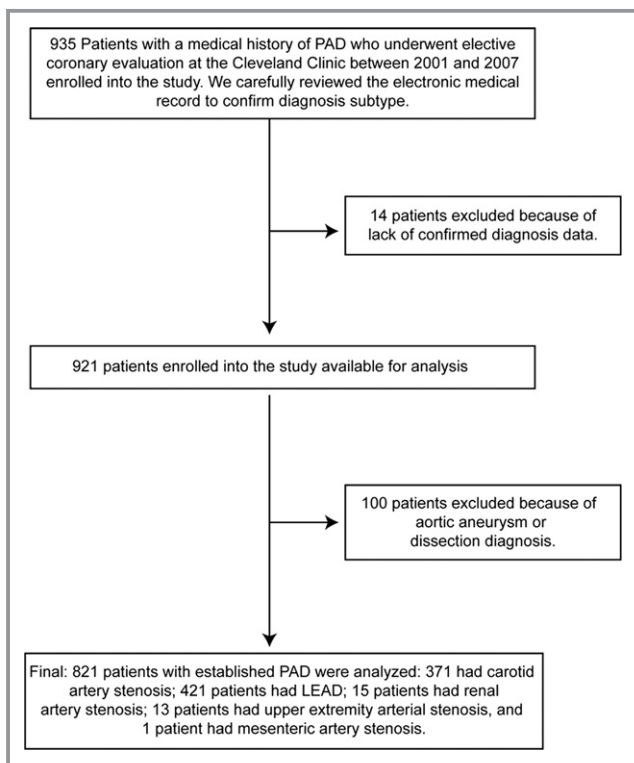 935 Patients with a medical history of PAD who underwent elective
coronary evaluation at the Cleveland Clinic between 2001 and 2007
enrolled into the study. We carefully reviewed the electronic medical
record to confirm diagnosis subtype.
14 patients excluded because of
lack of confirmed diagnosis data.
921 patients enrolled into the study available for analysis
100 patients excluded because of
aortic aneurysm or
dissection diagnosis.
Final: 821 patients with established PAD were analyzed: 371 had carotid
artery stenosis; 421 patients had LEAD; 15 patients had renal
artery stenosis; 13 patients had upper extremity arterial stenosis, and
1 patient had mesenteric artery stenosis.